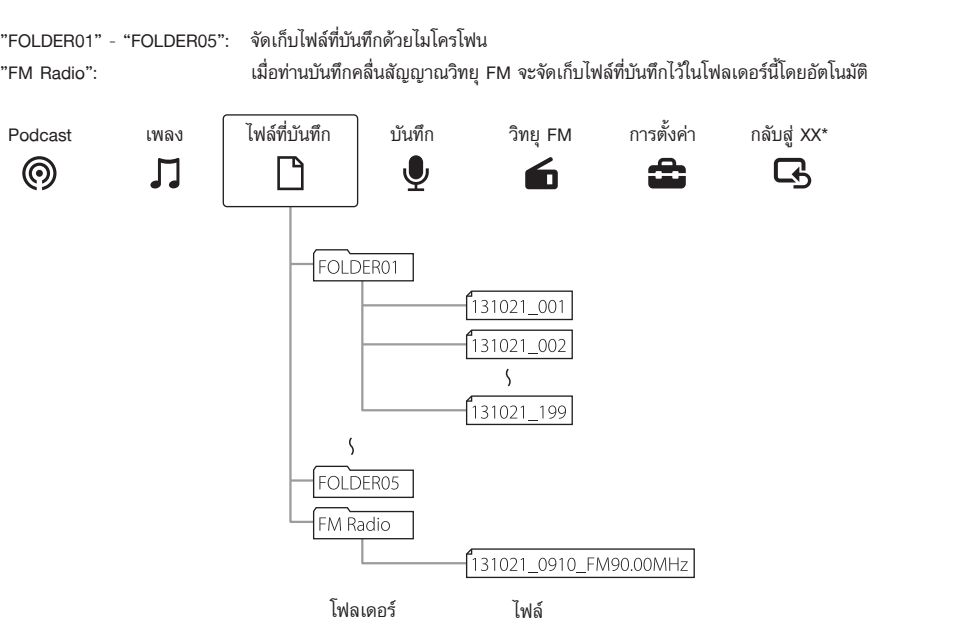 ”FOLDER01” - “FOLDER05”: จัดเก็บไฟล์ที่บันทึกด้วยไมโครโฟน
”FM Radio”: เมื่อท่านบันทึกคลื่นสัญญาณวิทยุ FM จะจัดเก็บไฟล์ที่บันทึกไว้ในโฟลเดอร์นี้โดยอัตโนมัติ
Podcast เพลง ไฟล์ที่บันทึก บันทึก วิทยุ FM การตั้งค่า กลับสู่ XX*
FOLDER01
131021_001
131021_002
131021_199
FOLDER05
FM Radio
131021_0910_FM90.00MHz
โฟลเดอร์ ไฟล์